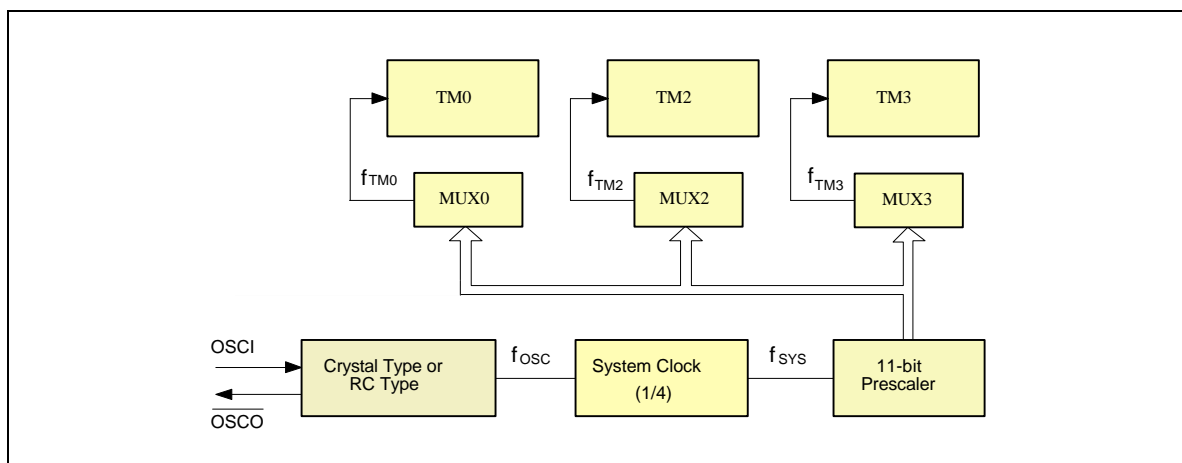 TM0
TM2
TM3
fTM0
fTM2
fTM3
MUX0
MUX2
MUX3
OSCI
OSCO
Crystal Type or
RC Type
fOSC
System Clock
(1/4)
fSYS
11-bit
Prescaler